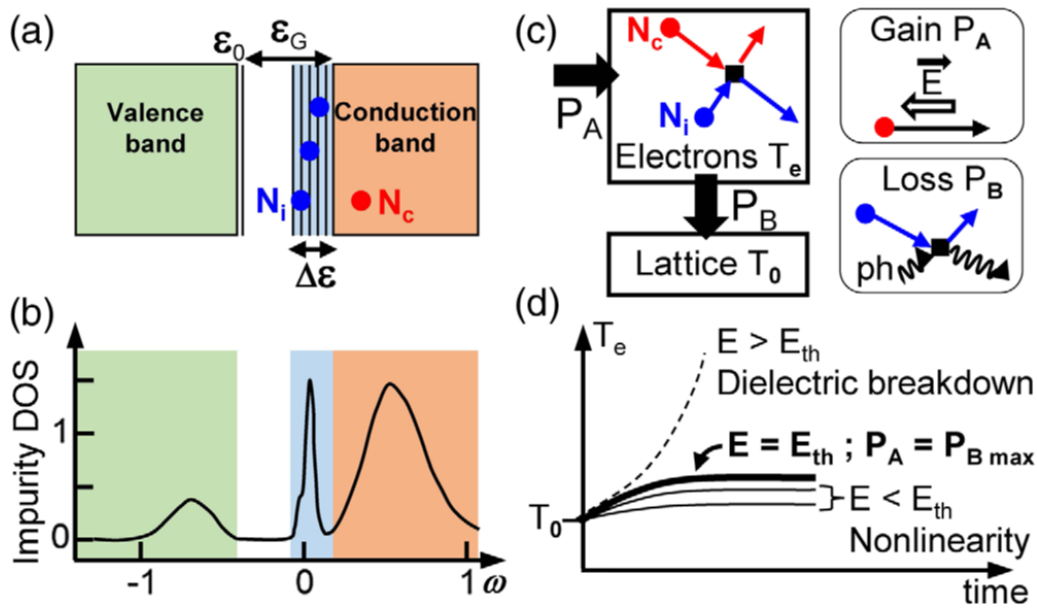 (a)
ε0
εG
Valence
band
Conduction
band
Ni
Nc
Δε
(b)
Impurity DOS
1
0
-1
0
1
ω
(c)
PA
Nc
Ni
Electrons Te
PB
Lattice T0
Gain PA
E
Loss PB
ph
(d)
Te
E > Eth
Dielectric breakdown
E = Eth ; PA = PB max
E < Eth
T0
Nonlinearity
time